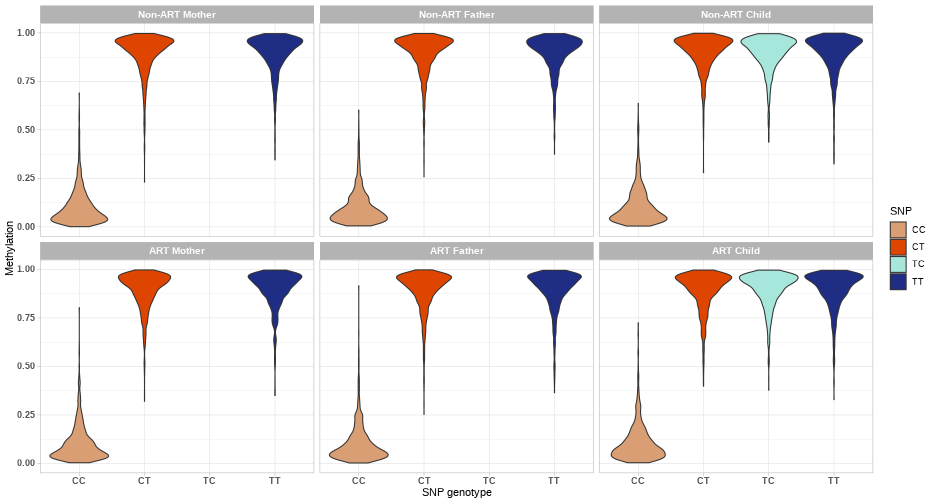 Non-ART Mother Non-ART Father Non-ART Child
1.00
0.75
0.50
0.25
0.00
ART Mother ART Father ART Child
1.00
0.75
0.50
0.25
0.00
CC CT TC TT CC CT TC TT CC CT TC TT
SNP genotype
Methylation
SNP
CC
CT
TC
TT